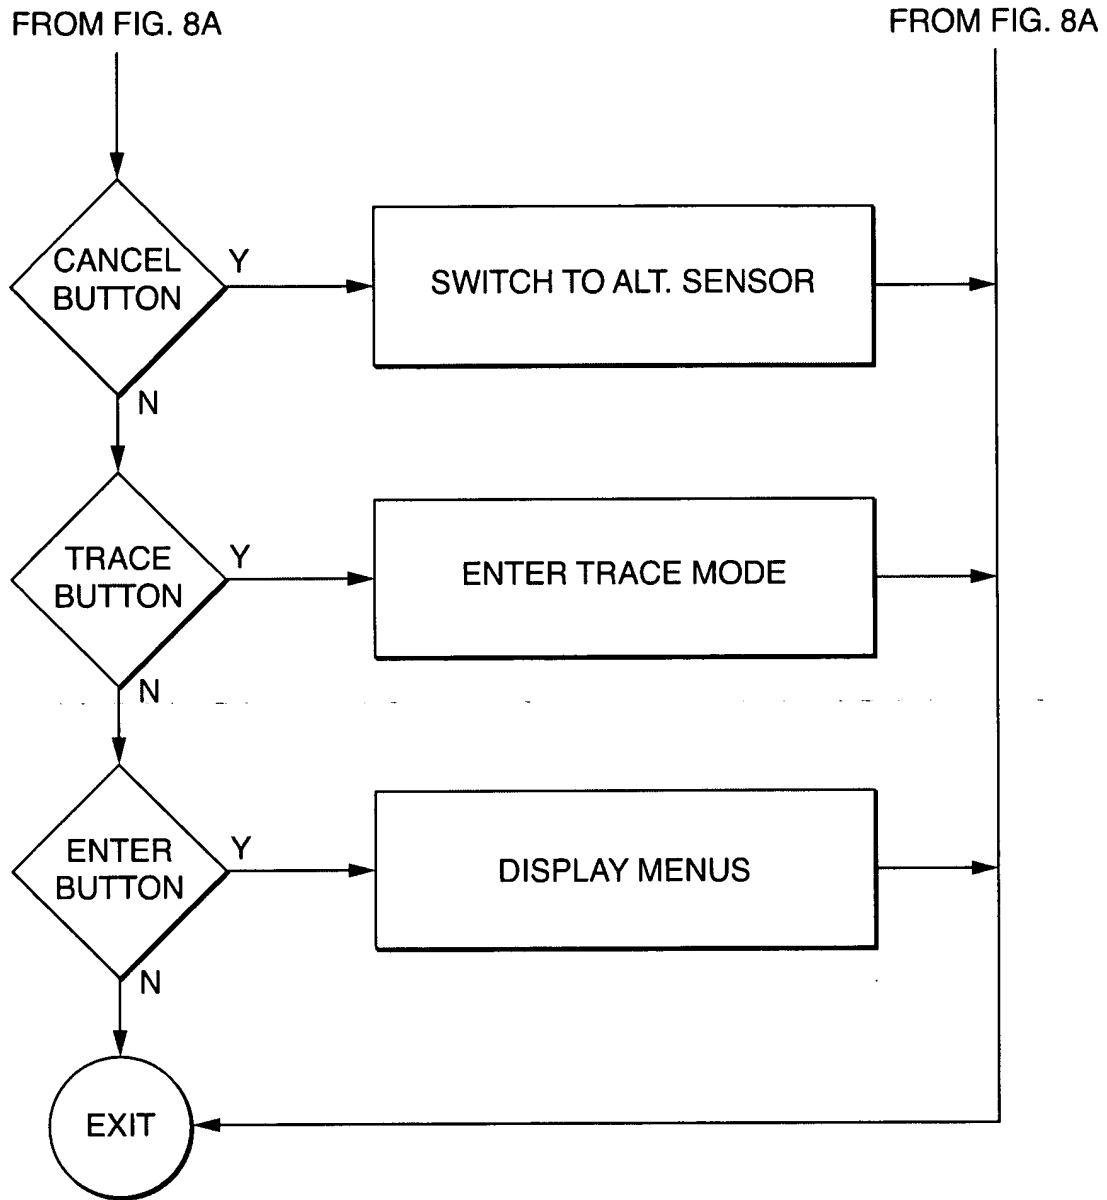 FROM FIG. 8A
FROM FIG. 8A
CANCEL
BUTTON
Y
SWITCH TO ALT. SENSOR
N
TRACE
BUTTON
Y
ENTER TRACE MODE
N
ENTER
BUTTON
Y
DISPLAY MENUS
N
EXIT